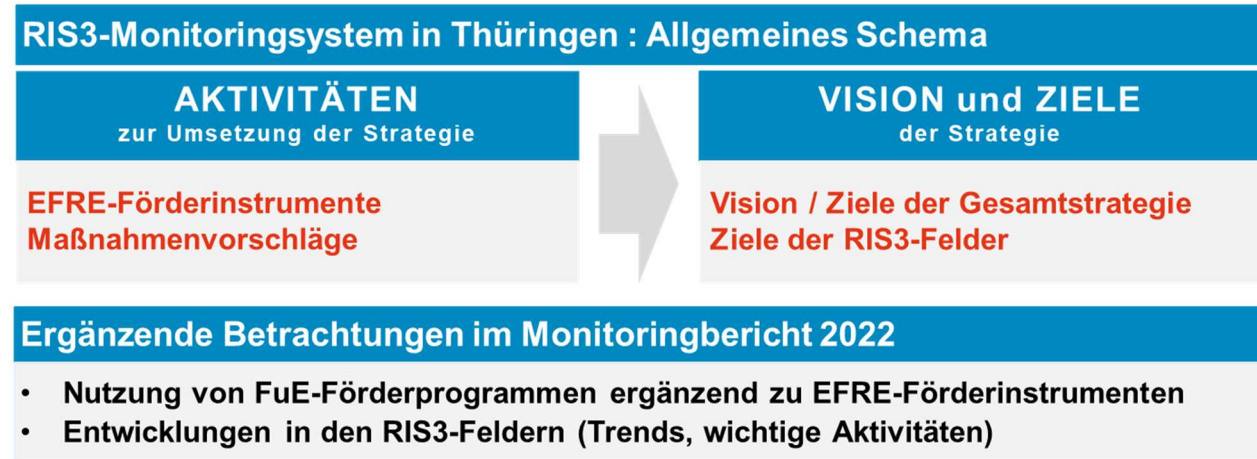 RIS3-Monitoringsystem in Thüringen : Allgemeines Schema
AKTIVITÄTEN
zur Umsetzung der Strategie
EFRE-Förderinstrumente
Maßnahmenvorschläge
VISION und ZIELE
der Strategie
Vision / Ziele der Gesamtstrategie
Ziele der RIS3-Felder
Ergänzende Betrachtungen im Monitoringbericht 2022
• Nutzung von FuE-Förderprogrammen ergänzend zu EFRE-Förderinstrumenten
• Entwicklungen in den RIS3-Feldern (Trends, wichtige Aktivitäten)